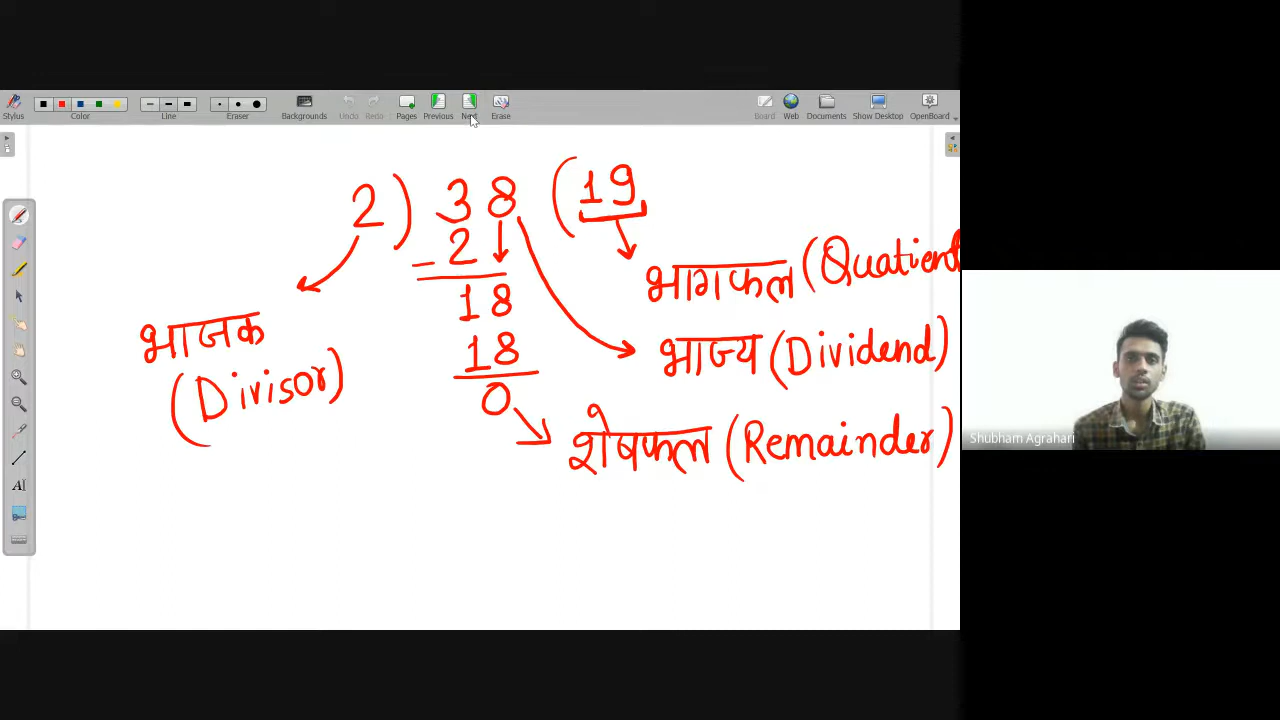 Stylus Color Line Eraser Backgrounds Undo Redo Pages Previous Next Erase Board Web Documents Show Desktop OpenBoard
2) 38 (19
- 2
18
18
0
भागफल (Quatiend
भाजक
(Divisor)
भाज्य (Dividend)
शेषफल (Remainder)
Shubham Agrahari